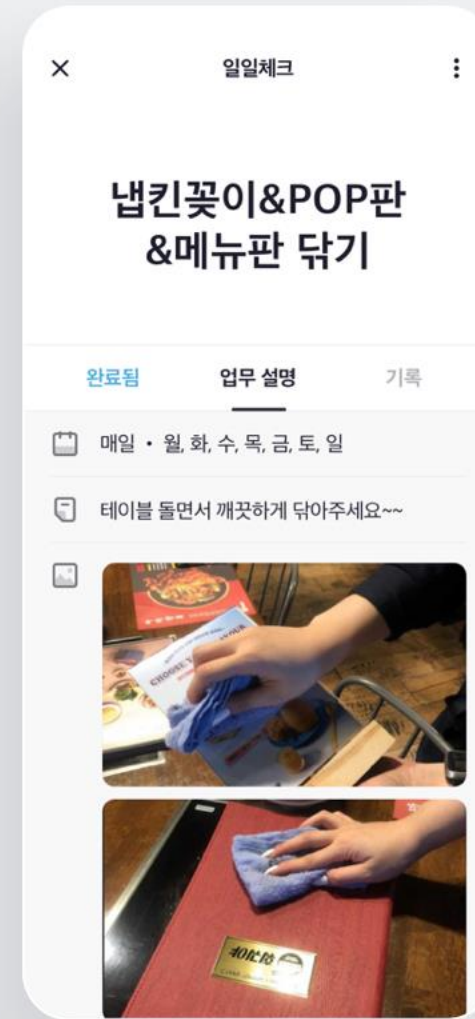 일일체크
냅킨꽂이&POP판
&메뉴판 닦기
완료됨
업무 설명
기록
매일 • 월, 화, 수, 목, 금, 토, 일
테이블 돌면서 깨끗하게 닦아주세요~~
CHOOSE